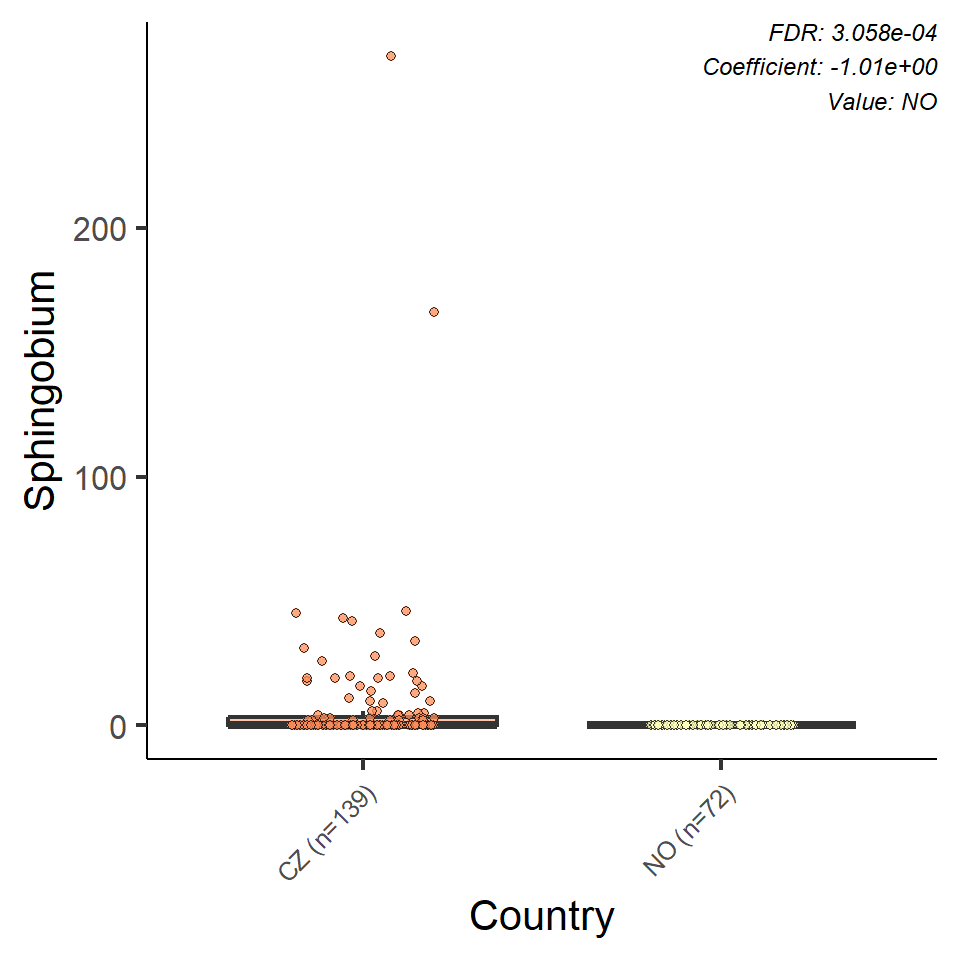 FDR: 3.058e-04
Coefficient: -1.01e+00
Value: NO
Sphingobium
200
100
0
CZ (n=139)
NO (n=72)
Country